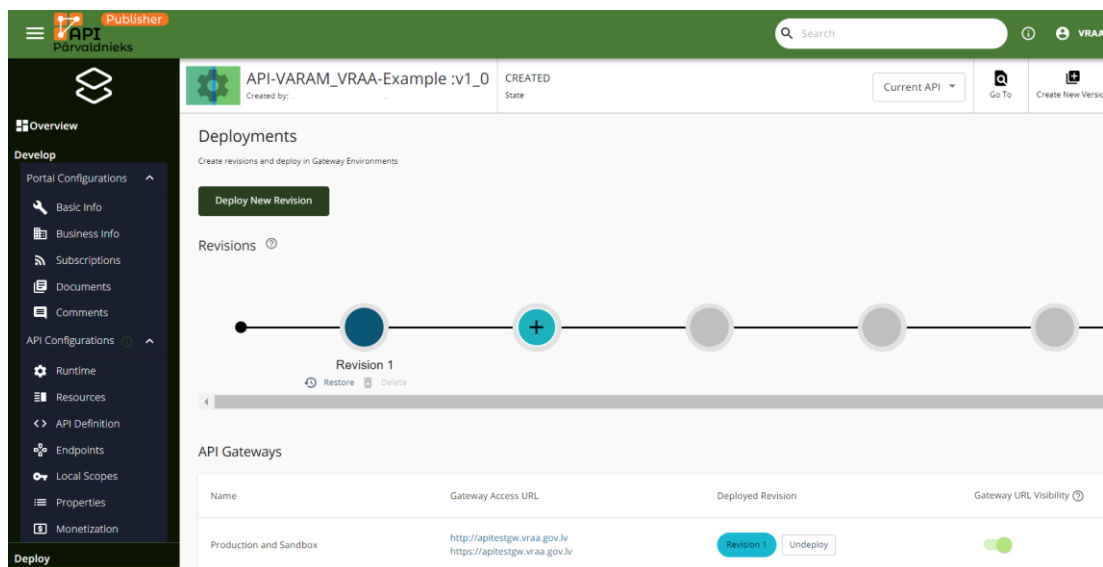 Publisher
API
Pārvaldnieks
Search
VRAA
API-VARAM_VRAA-Example :v1_0
Created by:
CREATED
State
Current API
Go To
Create New Versio
Overview
Develop
Portal Configurations
Basic Info
Business Info
Subscriptions
Documents
Comments
API Configurations
Runtime
Resources
API Definition
Endpoints
Local Scopes
Properties
Monetization
Deploy
Deployments
Create revisions and deploy in Gateway Environments
Deploy New Revision
Revisions
Revision 1
Restore Delete
API Gateways
Name Gateway Access URL Deployed Revision Gateway URL Visibility
Production and Sandbox
http://apitestgw.vraa.gov.lv
https://apitestgw.vraa.gov.lv
Revision 1 Undeploy